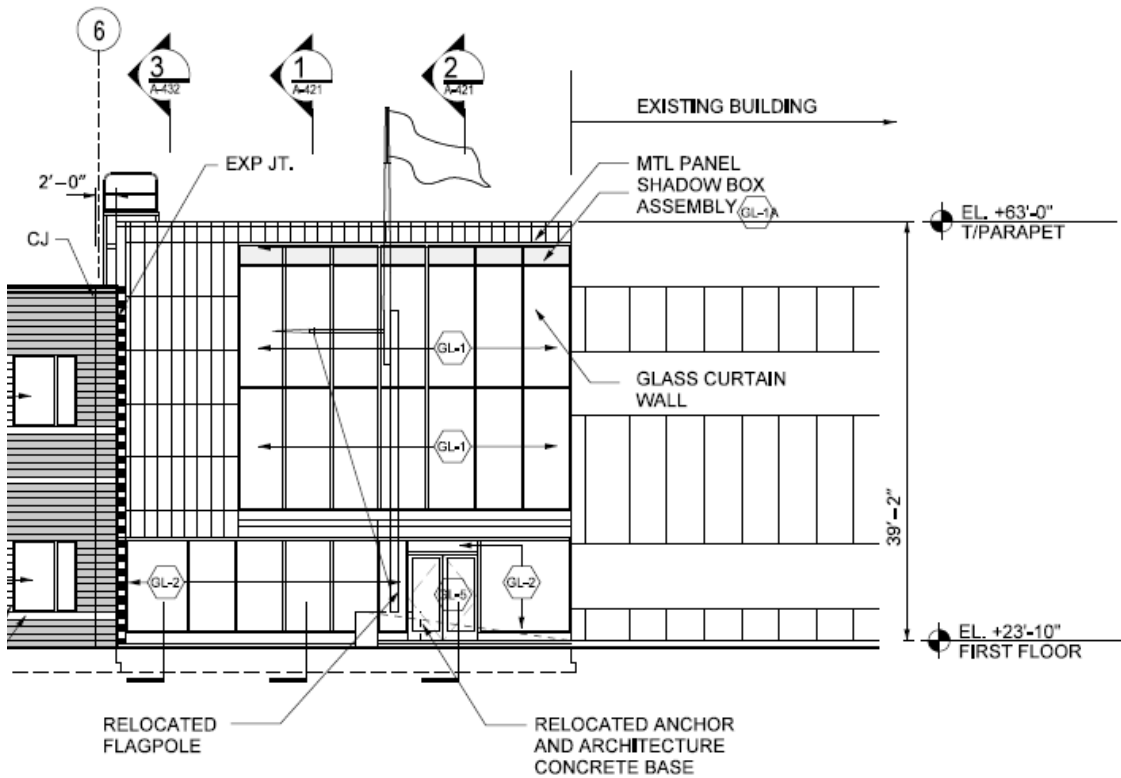 6
3
A-432
1
A-421
2
A-421
EXISTING BUILDING
EXP JT.
MTL PANEL
SHADOW BOX
ASSEMBLY
GL-1A
2'-0"
EL. +63'-0"
T/PARAPET
CJ
GL-1
GLASS CURTAIN
WALL
GL-1
39'-2"
GL-2
GL-5
GL-2
EL. +23'-10"
FIRST FLOOR
RELOCATED
FLAGPOLE
RELOCATED ANCHOR
AND ARCHITECTURE
CONCRETE BASE